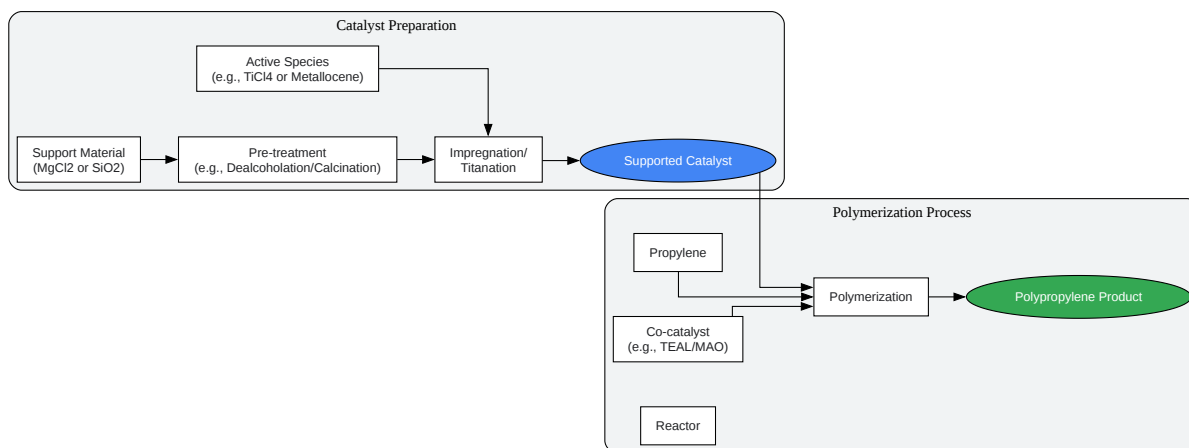 Catalyst Preparation
Active Species
(e.g., TiCl4 or Metallocene)
Support Material
(MgCl2 or SiO2)
Pre-treatment
(e.g., Dealcoholation/Calcination)
Impregnation/
Titanation
Supported Catalyst
Polymerization Process
Propylene
Polymerization
Polypropylene Product
Co-catalyst
(e.g., TEAL/MAO)
Reactor